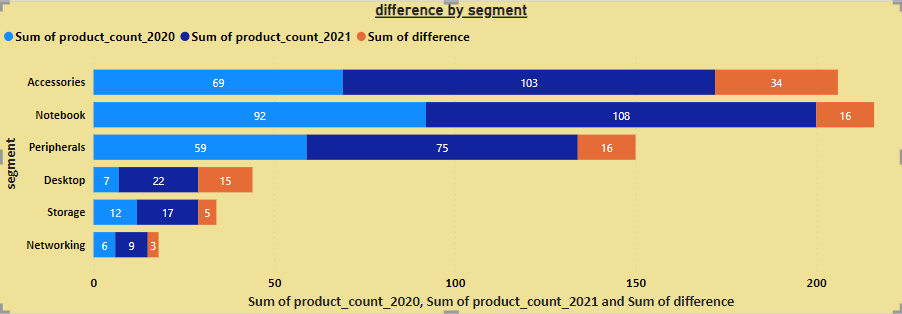 difference by segment
Sum of product_count_2020 Sum of product_count_2021 Sum of difference
segment
Accessories 69 103 34
Notebook 92 108 16
Peripherals 59 75 16
Desktop 7 22 15
Storage 12 17 5
Networking 6 9 3
0 50 100 150 200
Sum of product_count_2020, Sum of product_count_2021 and Sum of difference